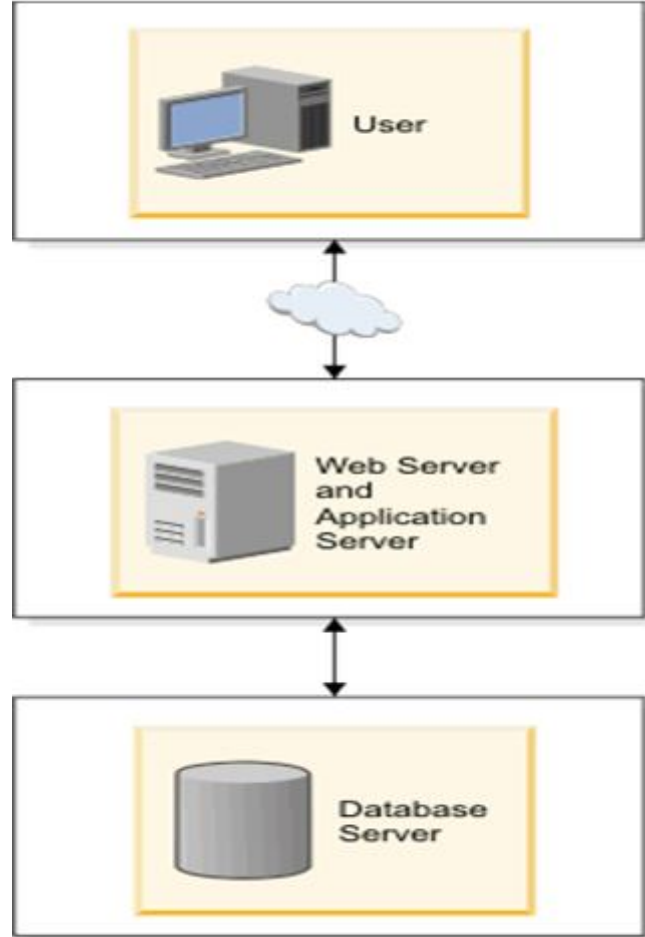 User
Web Server
and
Application
Server
Database
Server